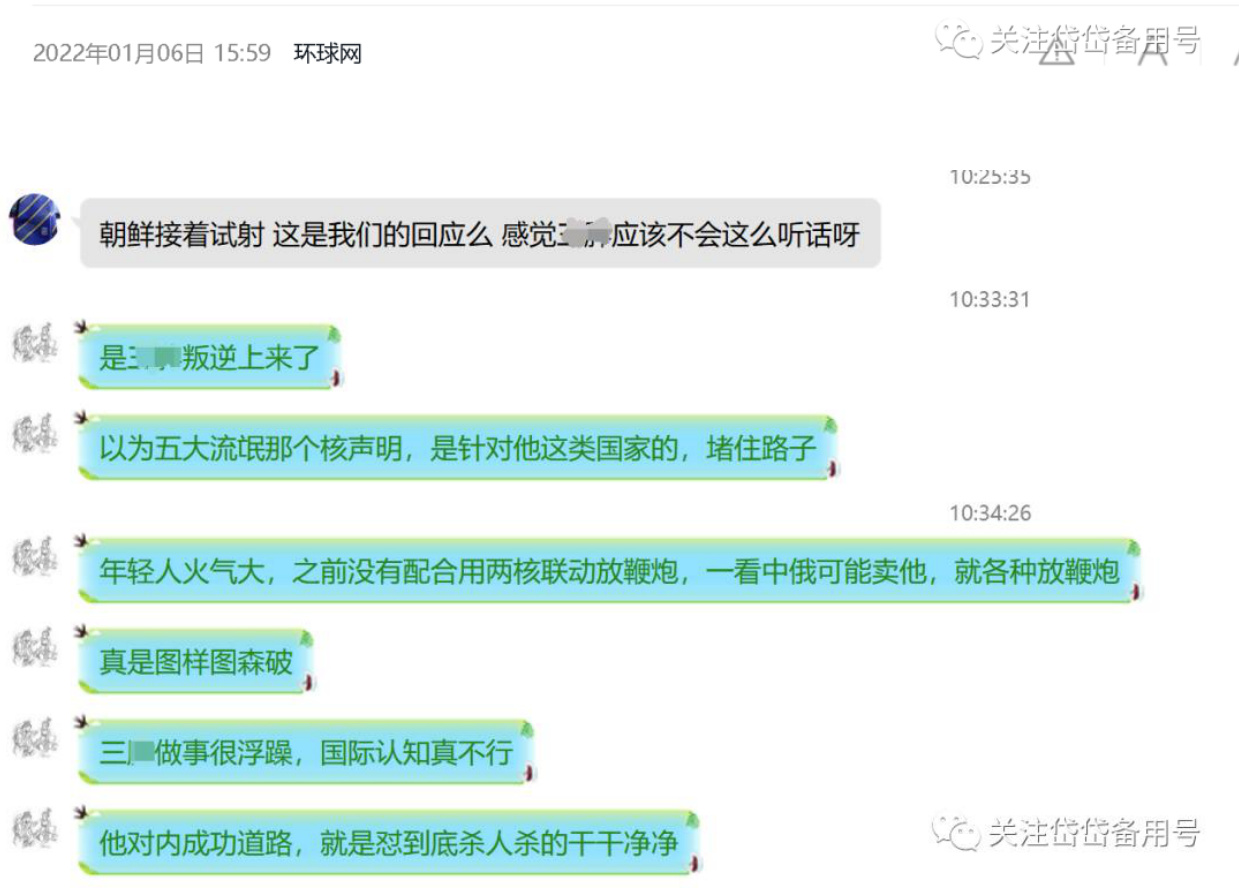 2022年01月06日 15:59 环球网
关注岱岱备用号
10:25:35
朝鲜接着试射 这是我们的回应么 感觉 应该不会这么听话呀
10:33:31
是 叛逆上来了
以为五大流氓那个核声明，是针对他这类国家的，堵住路子
10:34:26
年轻人火气大，之前没有配合用两核联动放鞭炮，一看中俄可能卖他，就各种放鞭炮
真是图样图森破
三 做事很浮躁，国际认知真不行
他对内成功道路，就是怼到底杀人杀的干干净净
关注岱岱备用号